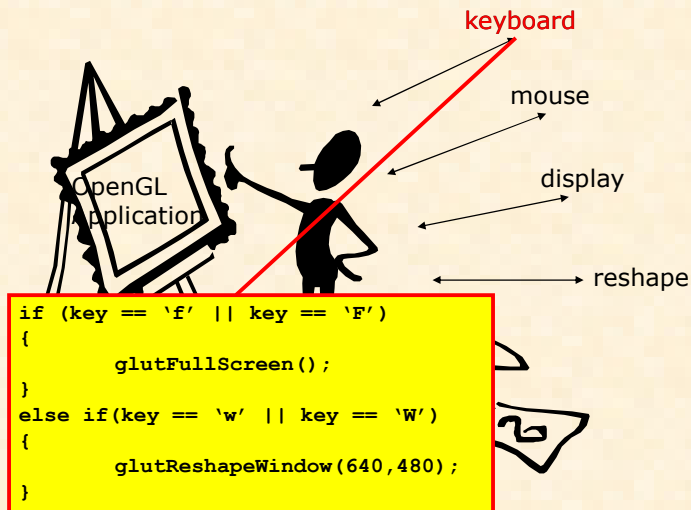 keyboard
mouse
OpenGL
Application
display
reshape
if (key == ‘f’ || key == ‘F’)
{
glutFullScreen();
}
else if(key == ‘w’ || key == ‘W’)
{
glutReshapeWindow(640,480);
}